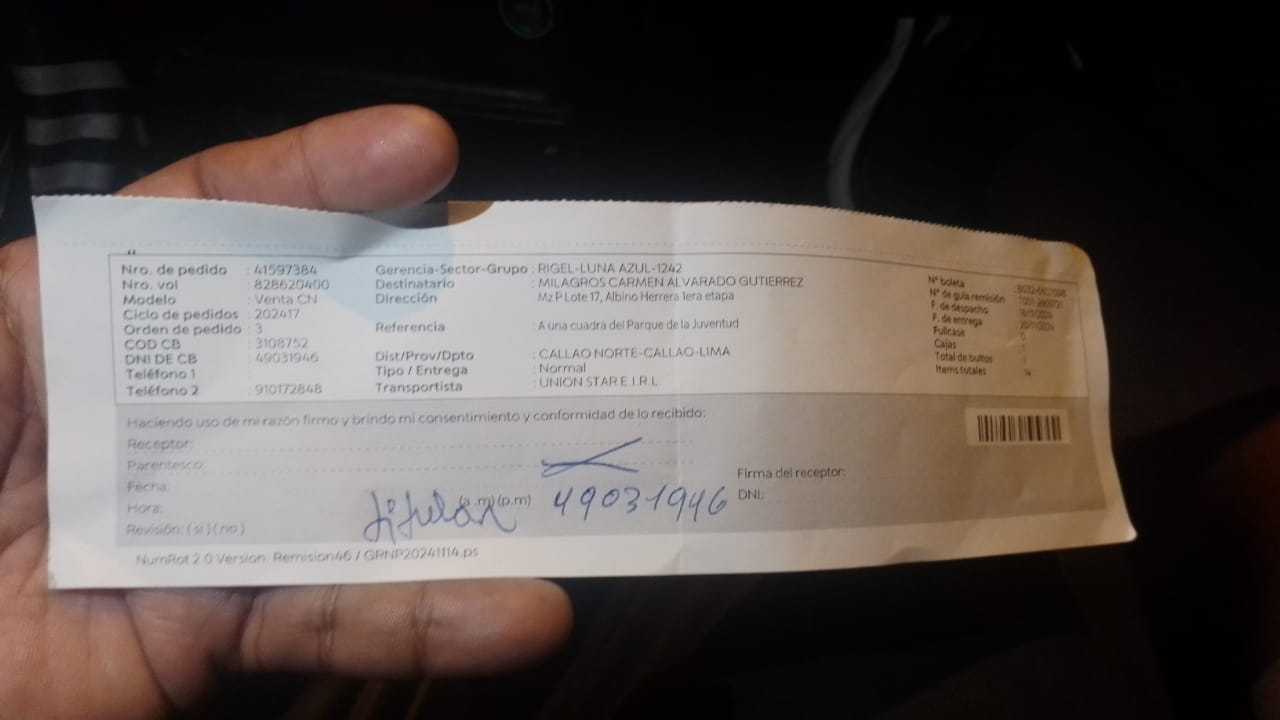 Nro. de pedido : 41597384
Nro. vol : 828620400
Modelo : Venta CN
Ciclo de pedidos : 202417
Orden de pedido : 3
COD CB : 3108752
DNI DE CB : 49031946
Teléfono 1
Teléfono 2 : 910172848
Gerencia-Sector-Grupo : RIGEL-LUNA AZUL-1242
Destinatario : MILAGROS CARMEN ALVARADO GUTIERREZ
Dirección Mz P Lote 17, Albino Herrera 1era etapa
Referencia : A una cuadra del Parque de la Juventud
Dist/Prov/Dpto : CALLAO NORTE-CALLAO-LIMA
Tipo / Entrega : Normal
Transportista : UNION STAR E.I.R.L
N° boleta
N° de guia remisión
F. de despacho
F. de entrega
Fullcase
Cajas
Total de bultos
Items totales
Haciendo uso de mi razón firmo y brindo mi consentimiento y conformidad de lo recibido:
Receptor:
Parentesco:
Fecha:
Hora: (a.m)(p.m)
Revisión: ( si ) ( no )
titular 49031946
Firma del receptor:
DNI:
NumRot 2.0 Version: Remision46 / GRNP20241114.ps